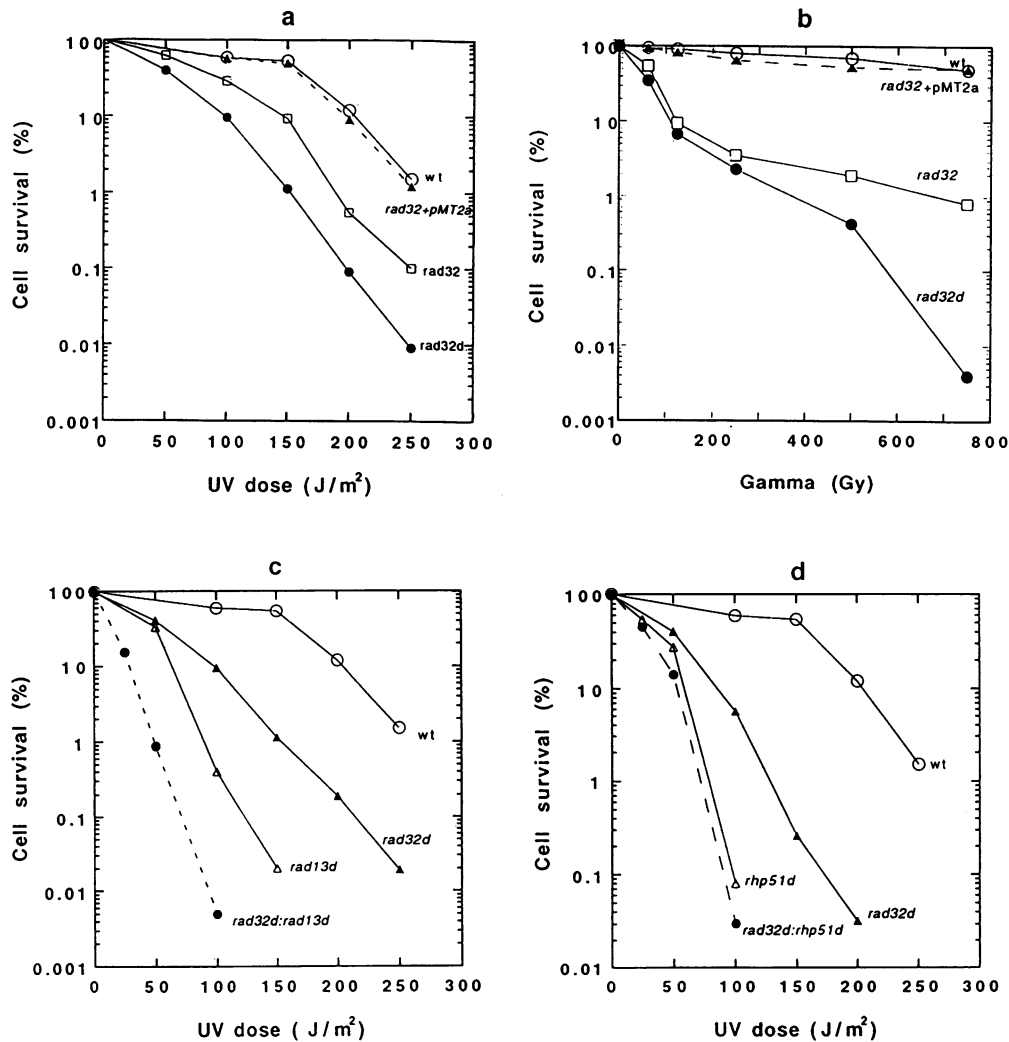 a
100
10
1
0.1
0.01
0.001
Cell survival (%)
wt
rad32+pMT2a
rad32
rad32d
0 50 100 150 200 250 300
UV dose (J/m²)
b
100
10
1
0.1
0.01
0.001
Cell survival (%)
wt
rad32+pMT2a
rad32
rad32d
0 200 400 600 800
Gamma (Gy)
c
100
10
1
0.1
0.01
0.001
Cell survival (%)
wt
rad32d
rad13d
rad32d:rad13d
0 50 100 150 200 250 300
UV dose ( J/m²)
d
100
10
1
0.1
0.01
Cell survival (%)
wt
rhp51d
rad32d
rad32d:rhp51d
0 50 100 150 200 250 300
UV dose (J/m²)